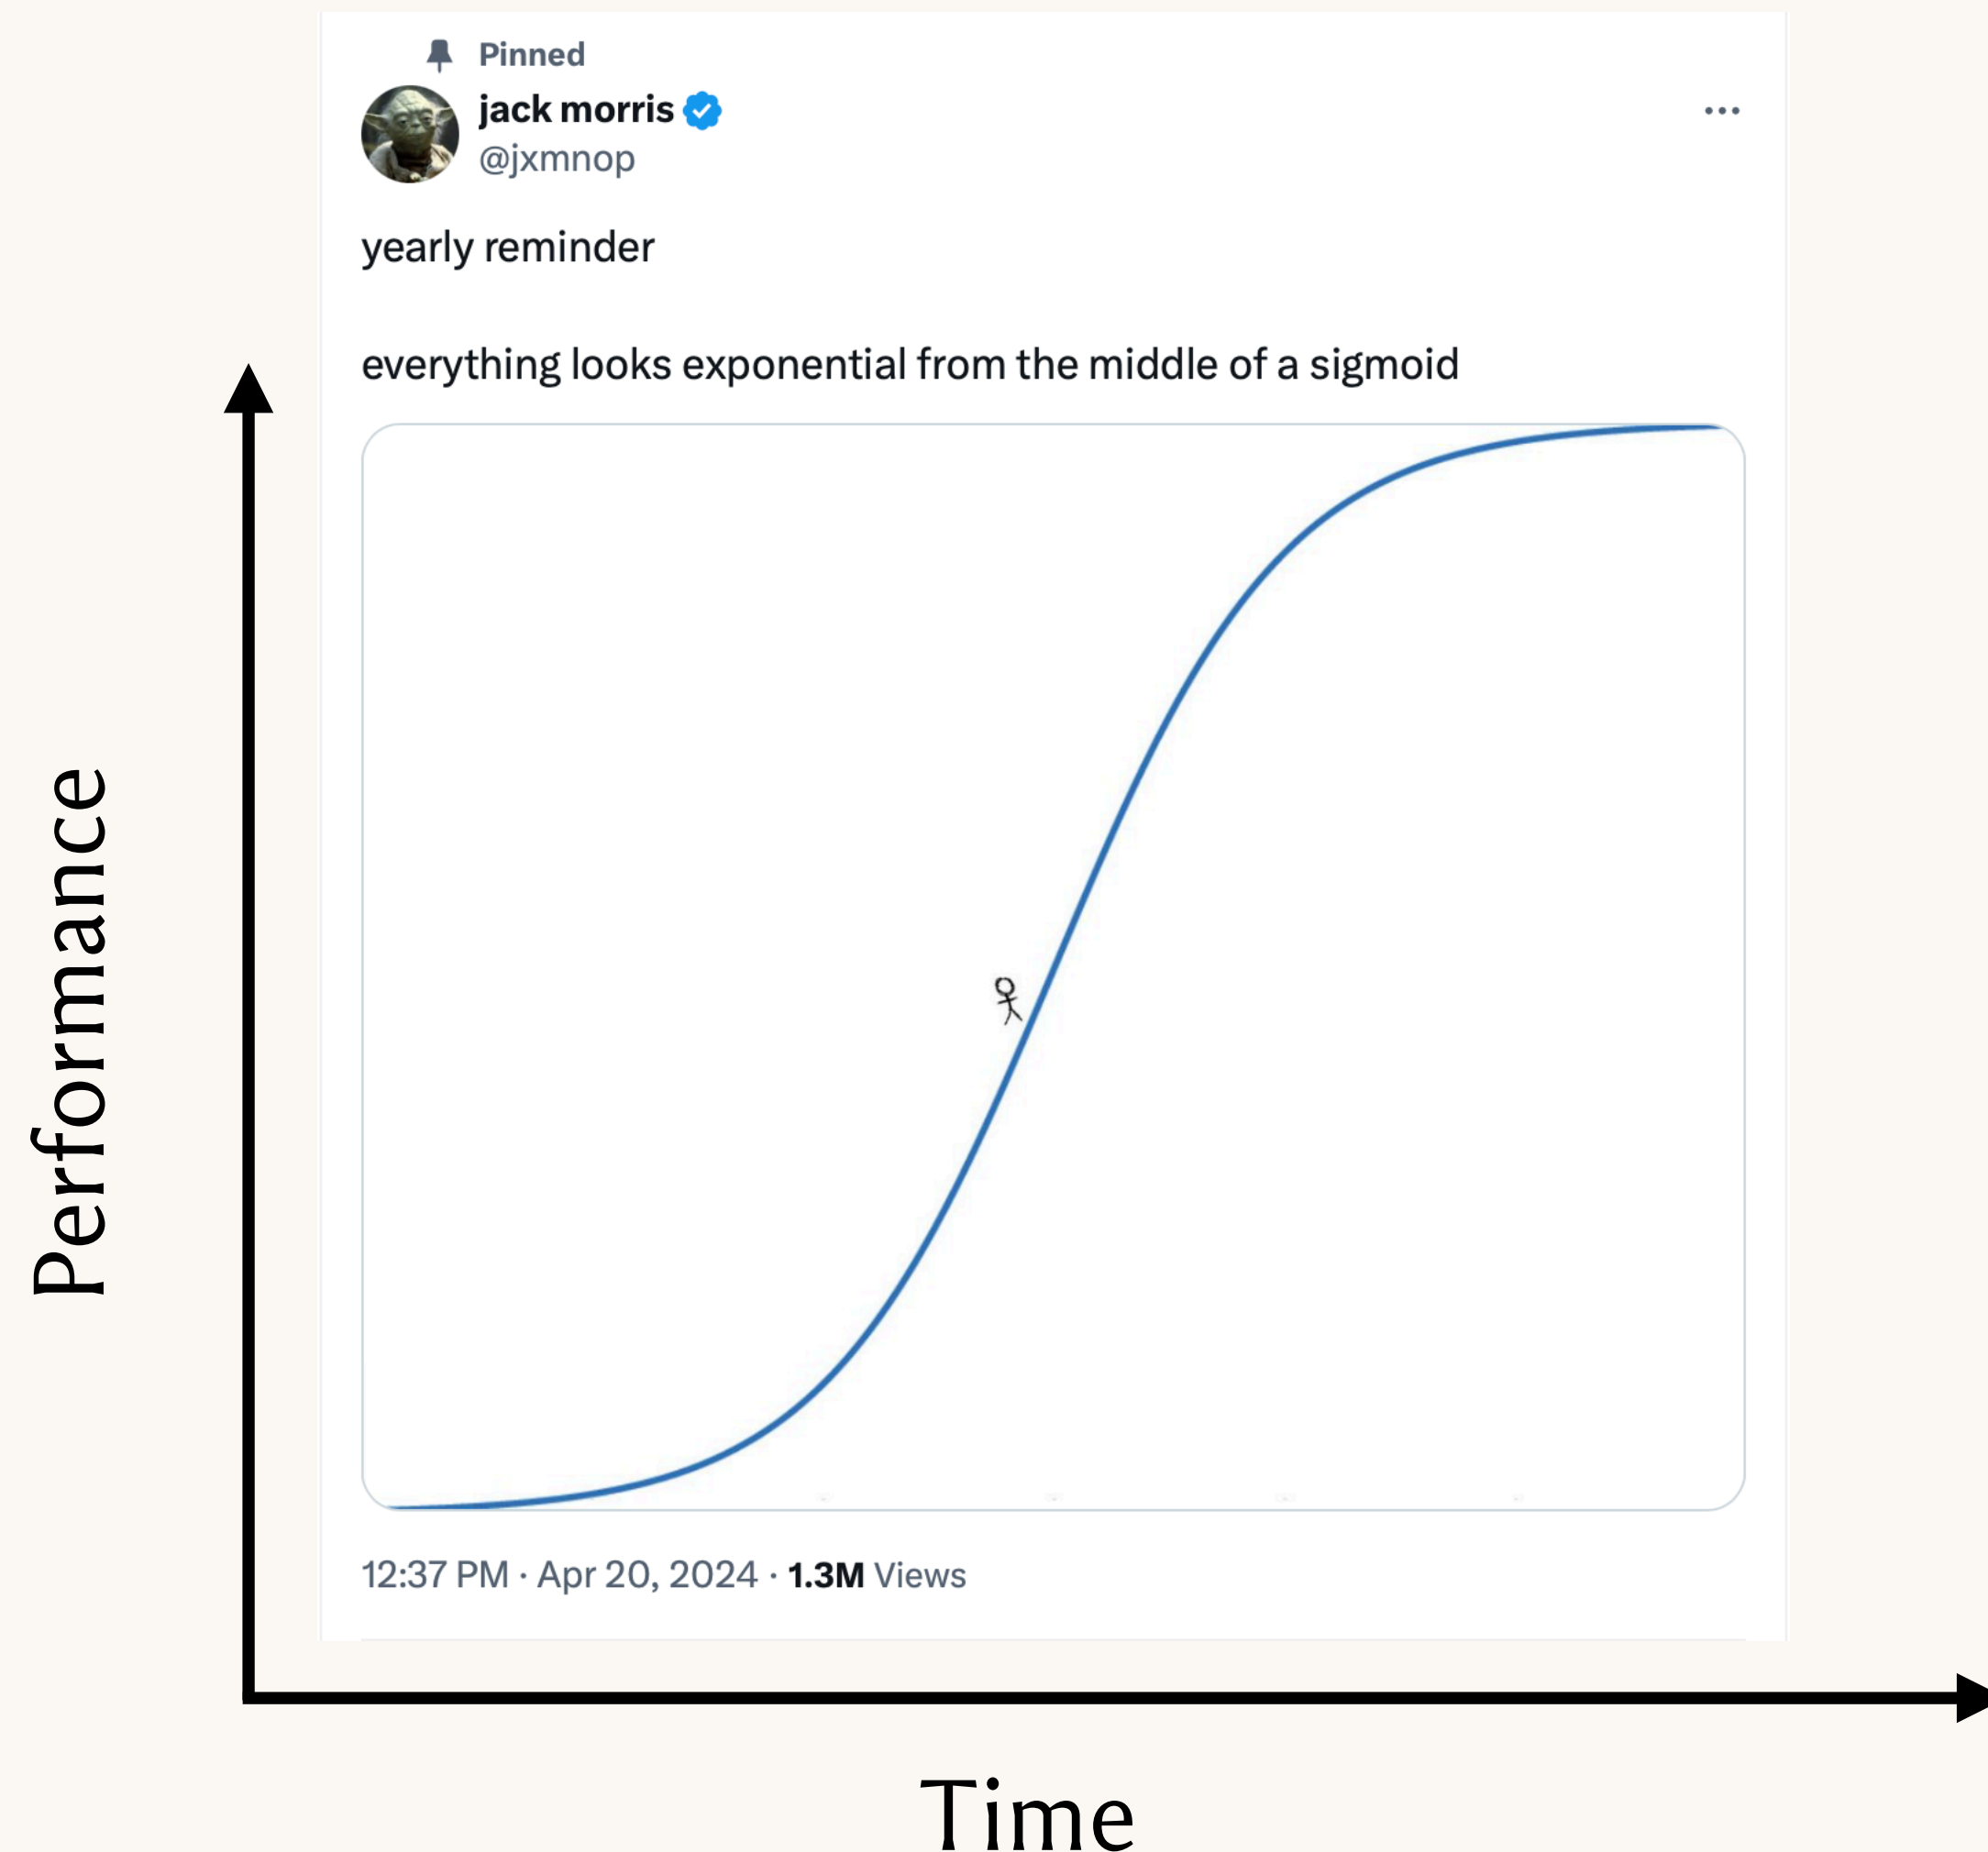 Pinned
jack morris
@jxmnop
yearly reminder
everything looks exponential from the middle of a sigmoid
Performance
12:37 PM · Apr 20, 2024 · 1.3M Views
Time